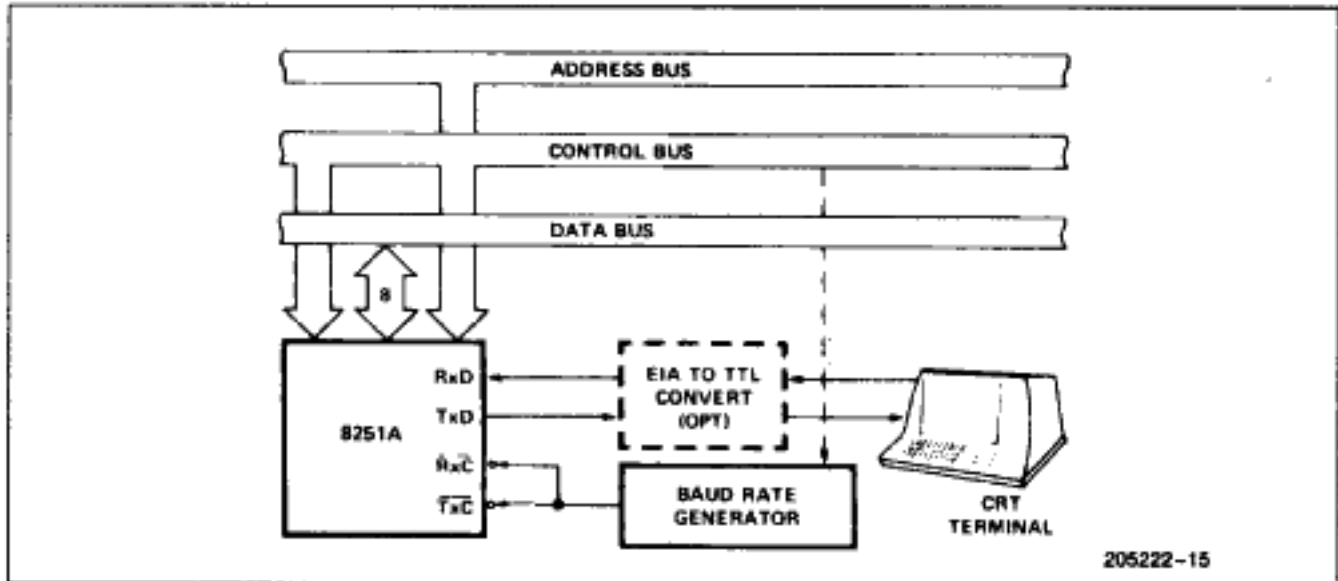 ADDRESS BUS
CONTROL BUS
DATA BUS
8
8251A
RxD
TxD
RxC
TxC
EIA TO TTL
CONVERT
(OPT)
BAUD RATE
GENERATOR
CRT
TERMINAL
205222-15